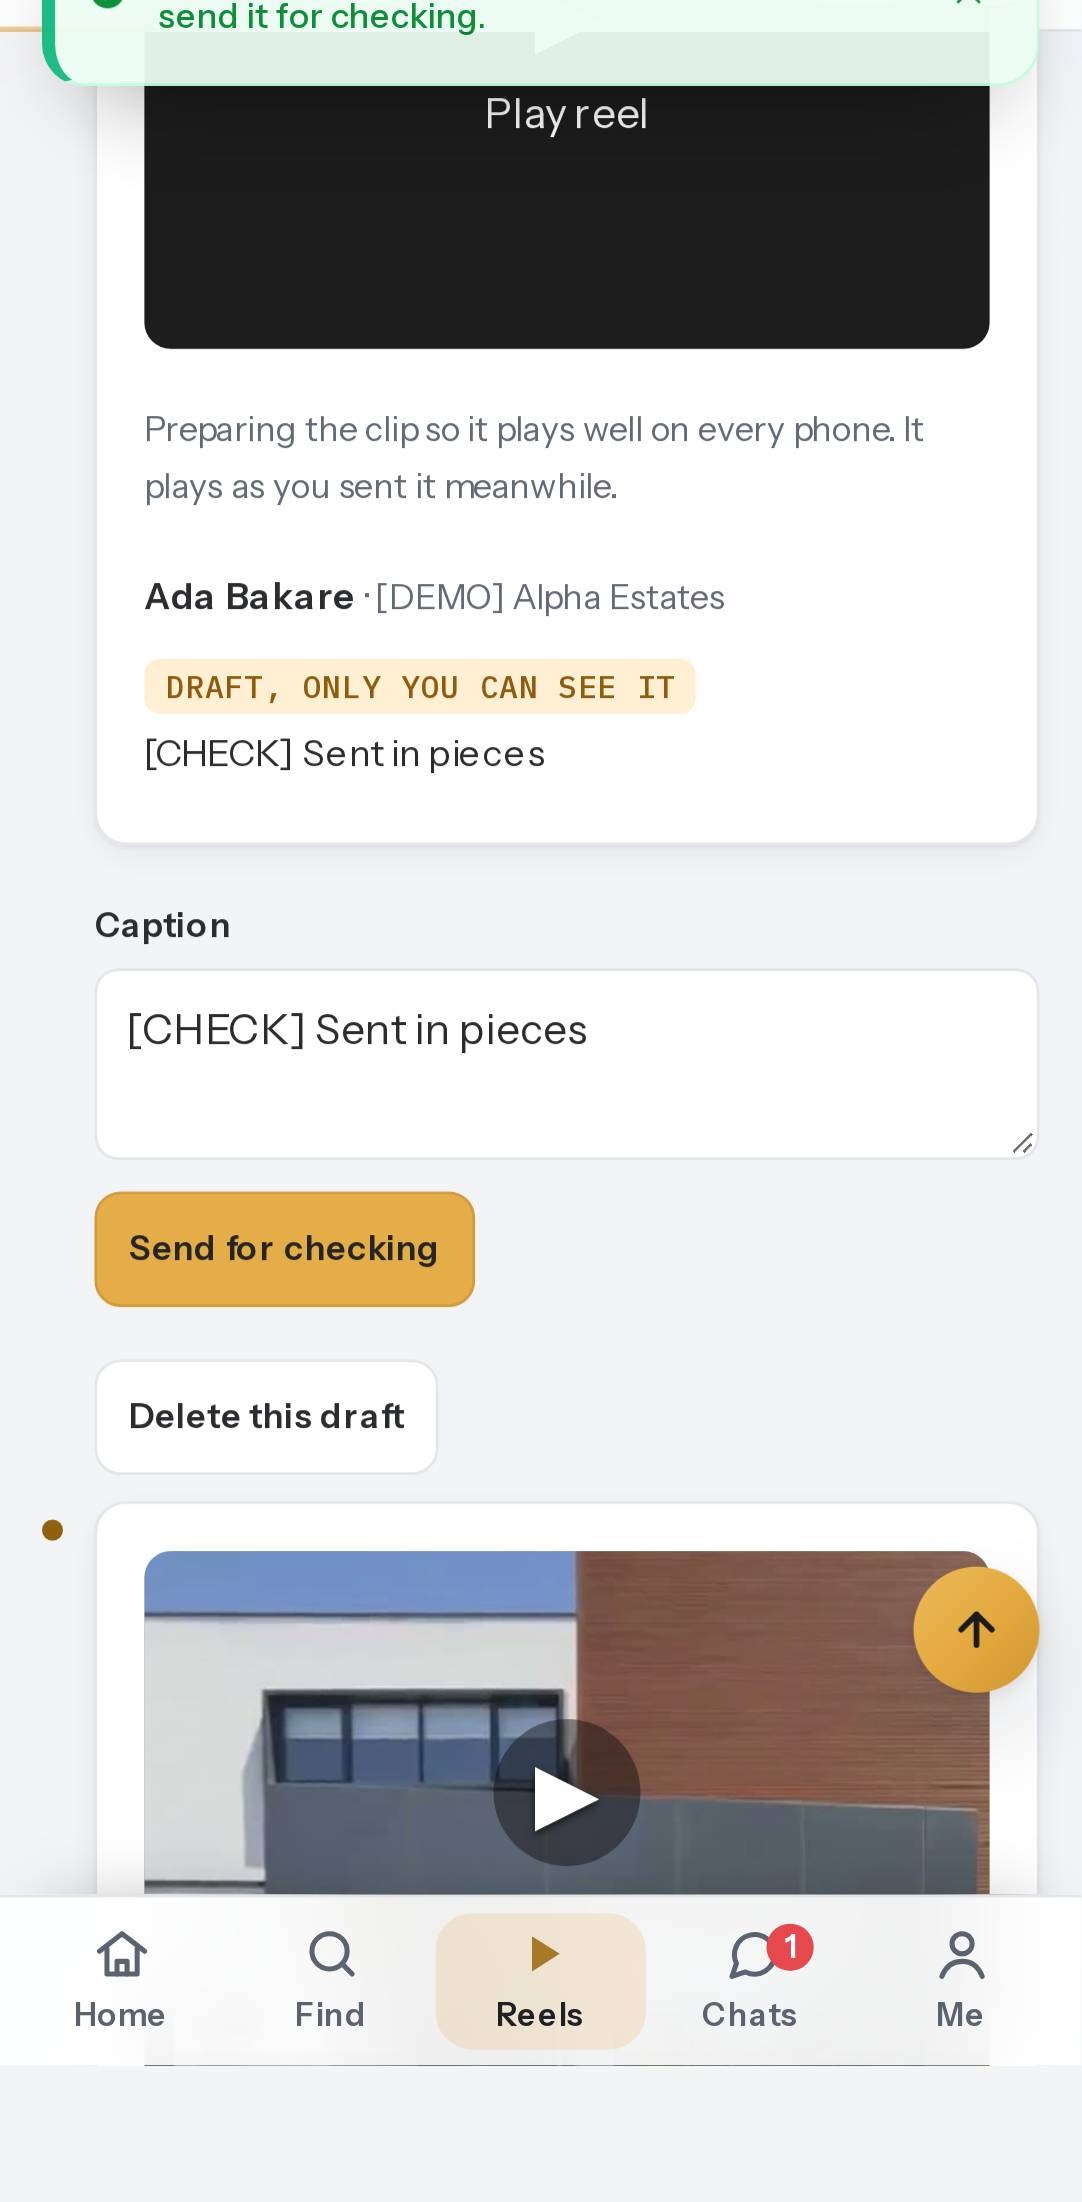 send it for checking.
Play reel
Preparing the clip so it plays well on every phone. It
plays as you sent it meanwhile.
Ada Bakare · [DEMO] Alpha Estates
DRAFT, ONLY YOU CAN SEE IT
[CHECK] Sent in pieces
Caption
[CHECK] Sent in pieces
Send for checking
Delete this draft
1
Home
Find
Reels
Chats
Me